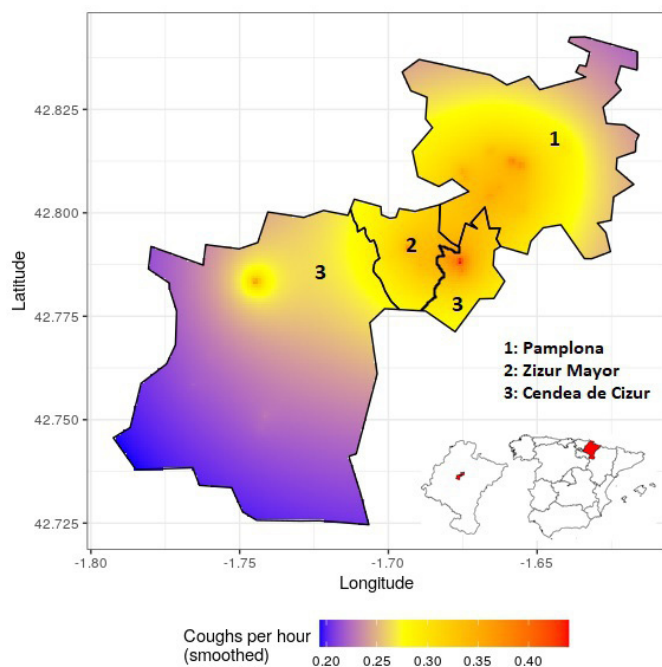 42.825
42.800
42.775
42.750
42.725
Latitude
1
2
3
3
1: Pamplona
2: Zizur Mayor
3: Cendea de Cizur
-1.80
-1.75
-1.70
-1.65
Longitude
Coughs per hour
(smoothed)
0.20 0.25 0.30 0.35 0.40